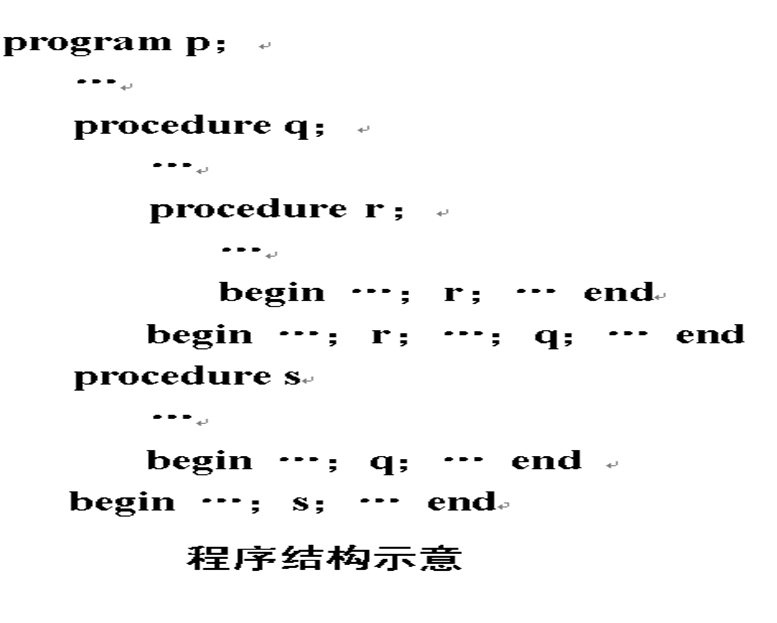 program p； ↵
…↵
procedure q； ↵
…↵
procedure r； ↵
…↵
begin …； r； … end↵
begin …； r； …； q； … end
procedure s↵
…↵
begin …； q； … end ↵
begin …； s； … end↵
程序结构示意